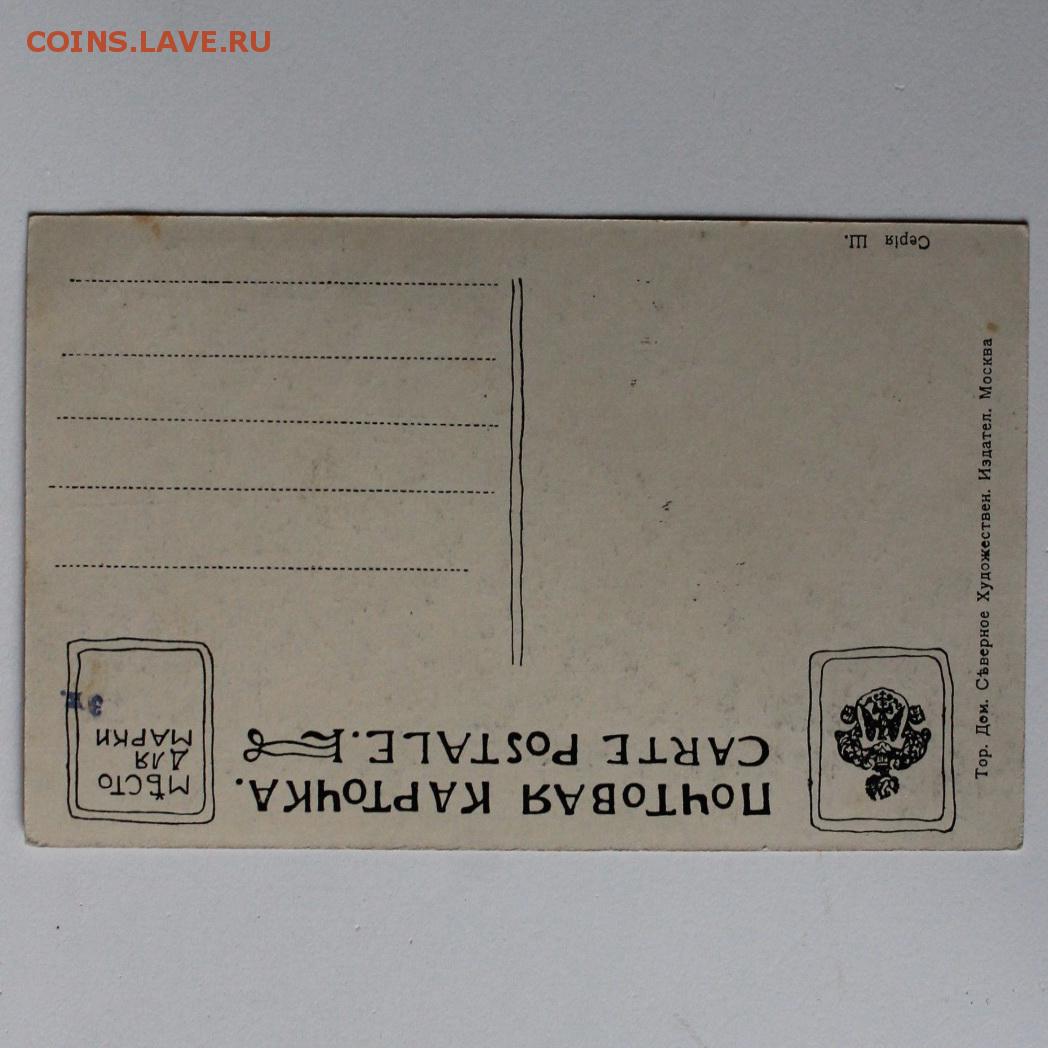 COINS.LAVE.RU
ПОЧТОВАЯ КАРТОЧКА.
CARTE POSTALE.
МѢСТО
ДЛЯ
МАРКИ
Серія Ш.
Тор. Дом. Сѣверное Художествен. Издател. Москва